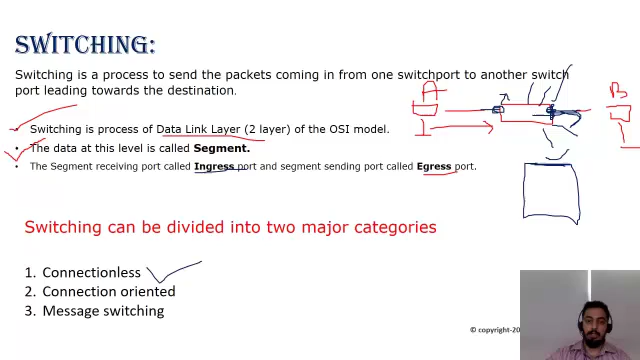 SWITCHING:
Switching is a process to send the packets coming in from one switchport to another switch
port leading towards the destination.
A
B
• Switching is process of Data Link Layer (2 layer) of the OSI model.
• The data at this level is called Segment.
• The Segment receiving port called Ingress port and segment sending port called Egress port.
Switching can be divided into two major categories
1. Connectionless
2. Connection oriented
3. Message switching
© copyright-20